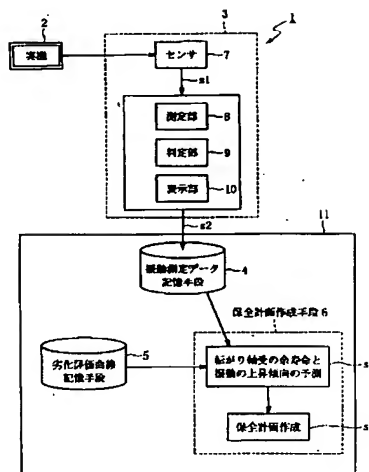 3
1
2
実機
センサ
7
s1
測定部
8
判定部
9
表示部
10
s2
11
振動測定データ
記憶手段
4
保全計画作成手段 6
劣化評価曲線
記憶手段
5
転がり軸受の余寿命と
振動の上昇傾向の予測
s
保全計画作成
s